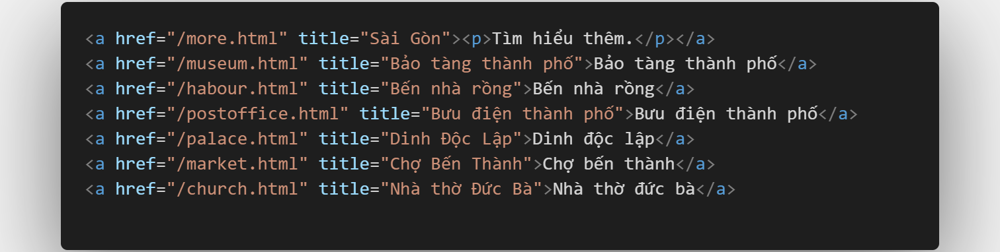 <a href="/more.html" title="Sài Gòn"><p>Tìm hiểu thêm.</p></a>
<a href="/museum.html" title="Bảo tàng thành phố">Bảo tàng thành phố</a>
<a href="/habour.html" title="Bến nhà rồng">Bến nhà rồng</a>
<a href="/postoffice.html" title="Bưu điện thành phố">Bưu điện thành phố</a>
<a href="/palace.html" title="Dinh Độc Lập">Dinh độc lập</a>
<a href="/market.html" title="Chợ Bến Thành">Chợ bến thành</a>
<a href="/church.html" title="Nhà thờ Đức Bà">Nhà thờ đức bà</a>